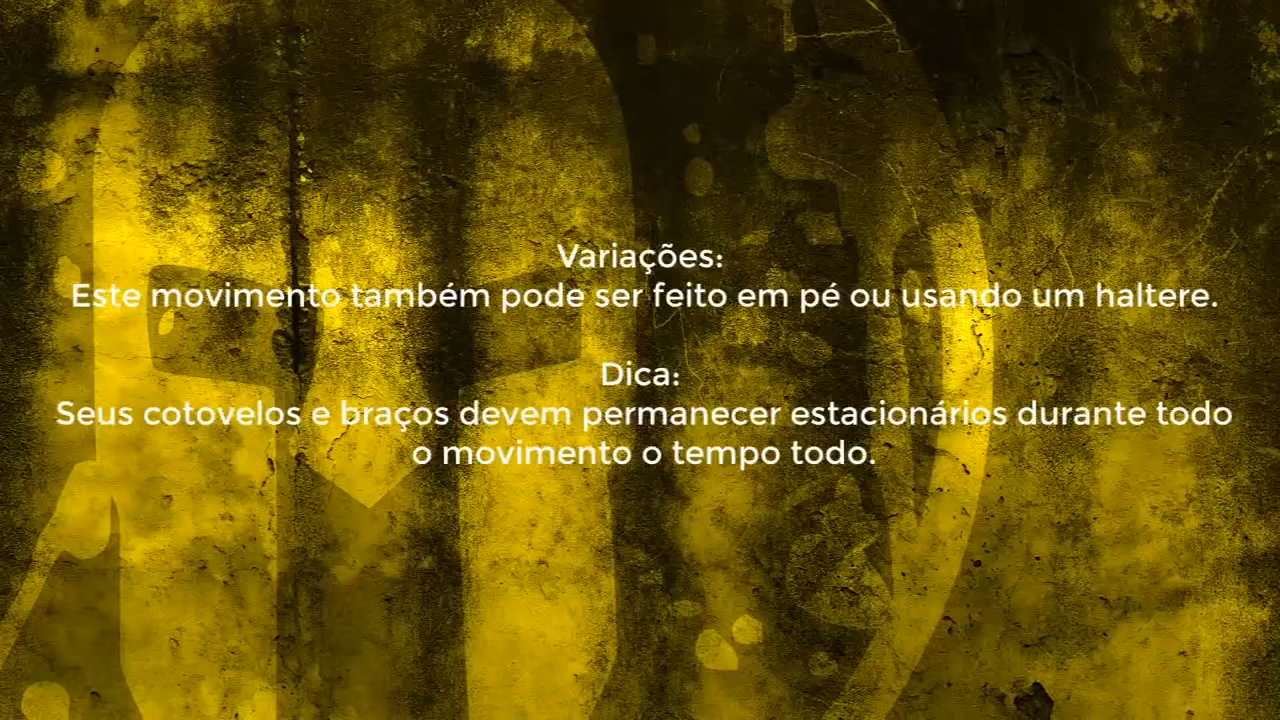 Variações:
Este movimento também pode ser feito em pé ou usando um haltere.
Dica:
Seus cotovelos e braços devem permanecer estacionários durante todo
o movimento o tempo todo.